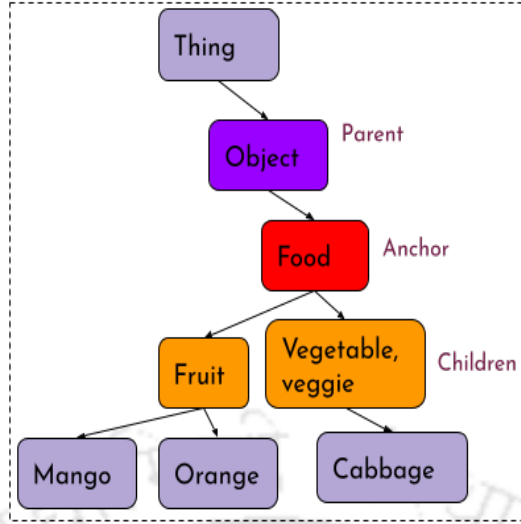 Thing
Parent
Object
Food
Anchor
Vegetable,
veggie
Fruit
Children
Mango
Orange
Cabbage